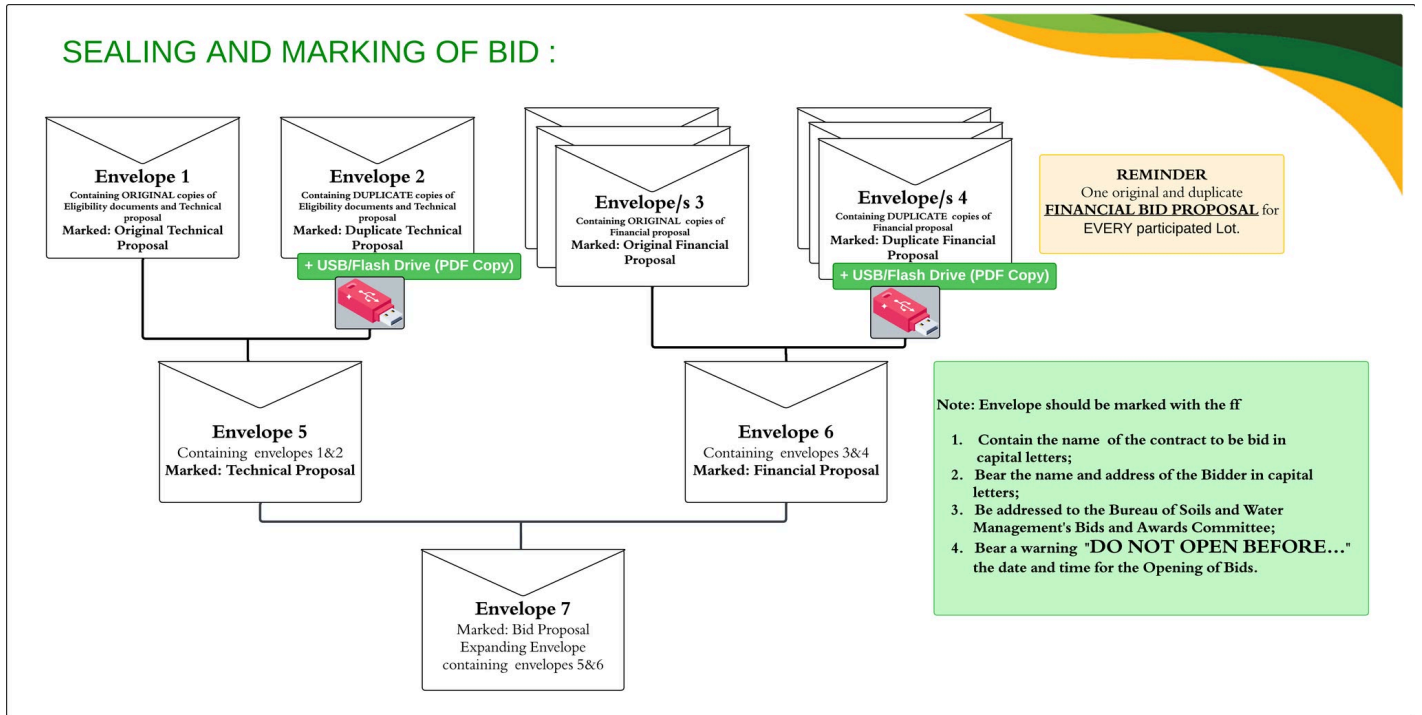 SEALING AND MARKING OF BID :
Envelope 1
Containing ORIGINAL copies of
Eligibility documents and Technical
proposal
Marked: Original Technical
Proposal
Envelope 2
Containing DUPLICATE copies of
Eligibility documents and Technical
proposal
Marked: Duplicate Technical
Proposal
+ USB/Flash Drive (PDF Copy)
Envelope/s 3
Containing ORIGINAL copies of
Financial proposal
Marked: Original Financial
Proposal
Envelope/s 4
Containing DUPLICATE copies of
Financial proposal
Marked: Duplicate Financial
Proposal
+ USB/Flash Drive (PDF Copy)
REMINDER
One original and duplicate
FINANCIAL BID PROPOSAL for
EVERY participated Lot.
Envelope 5
Containing envelopes 1&2
Marked: Technical Proposal
Envelope 6
Containing envelopes 3&4
Marked: Financial Proposal
Note: Envelope should be marked with the ff
1. Contain the name of the contract to be bid in
capital letters;
2. Bear the name and address of the Bidder in capital
letters;
3. Be addressed to the Bureau of Soils and Water
Management's Bids and Awards Committee;
4. Bear a warning "DO NOT OPEN BEFORE..."
the date and time for the Opening of Bids.
Envelope 7
Marked: Bid Proposal
Expanding Envelope
containing envelopes 5&6